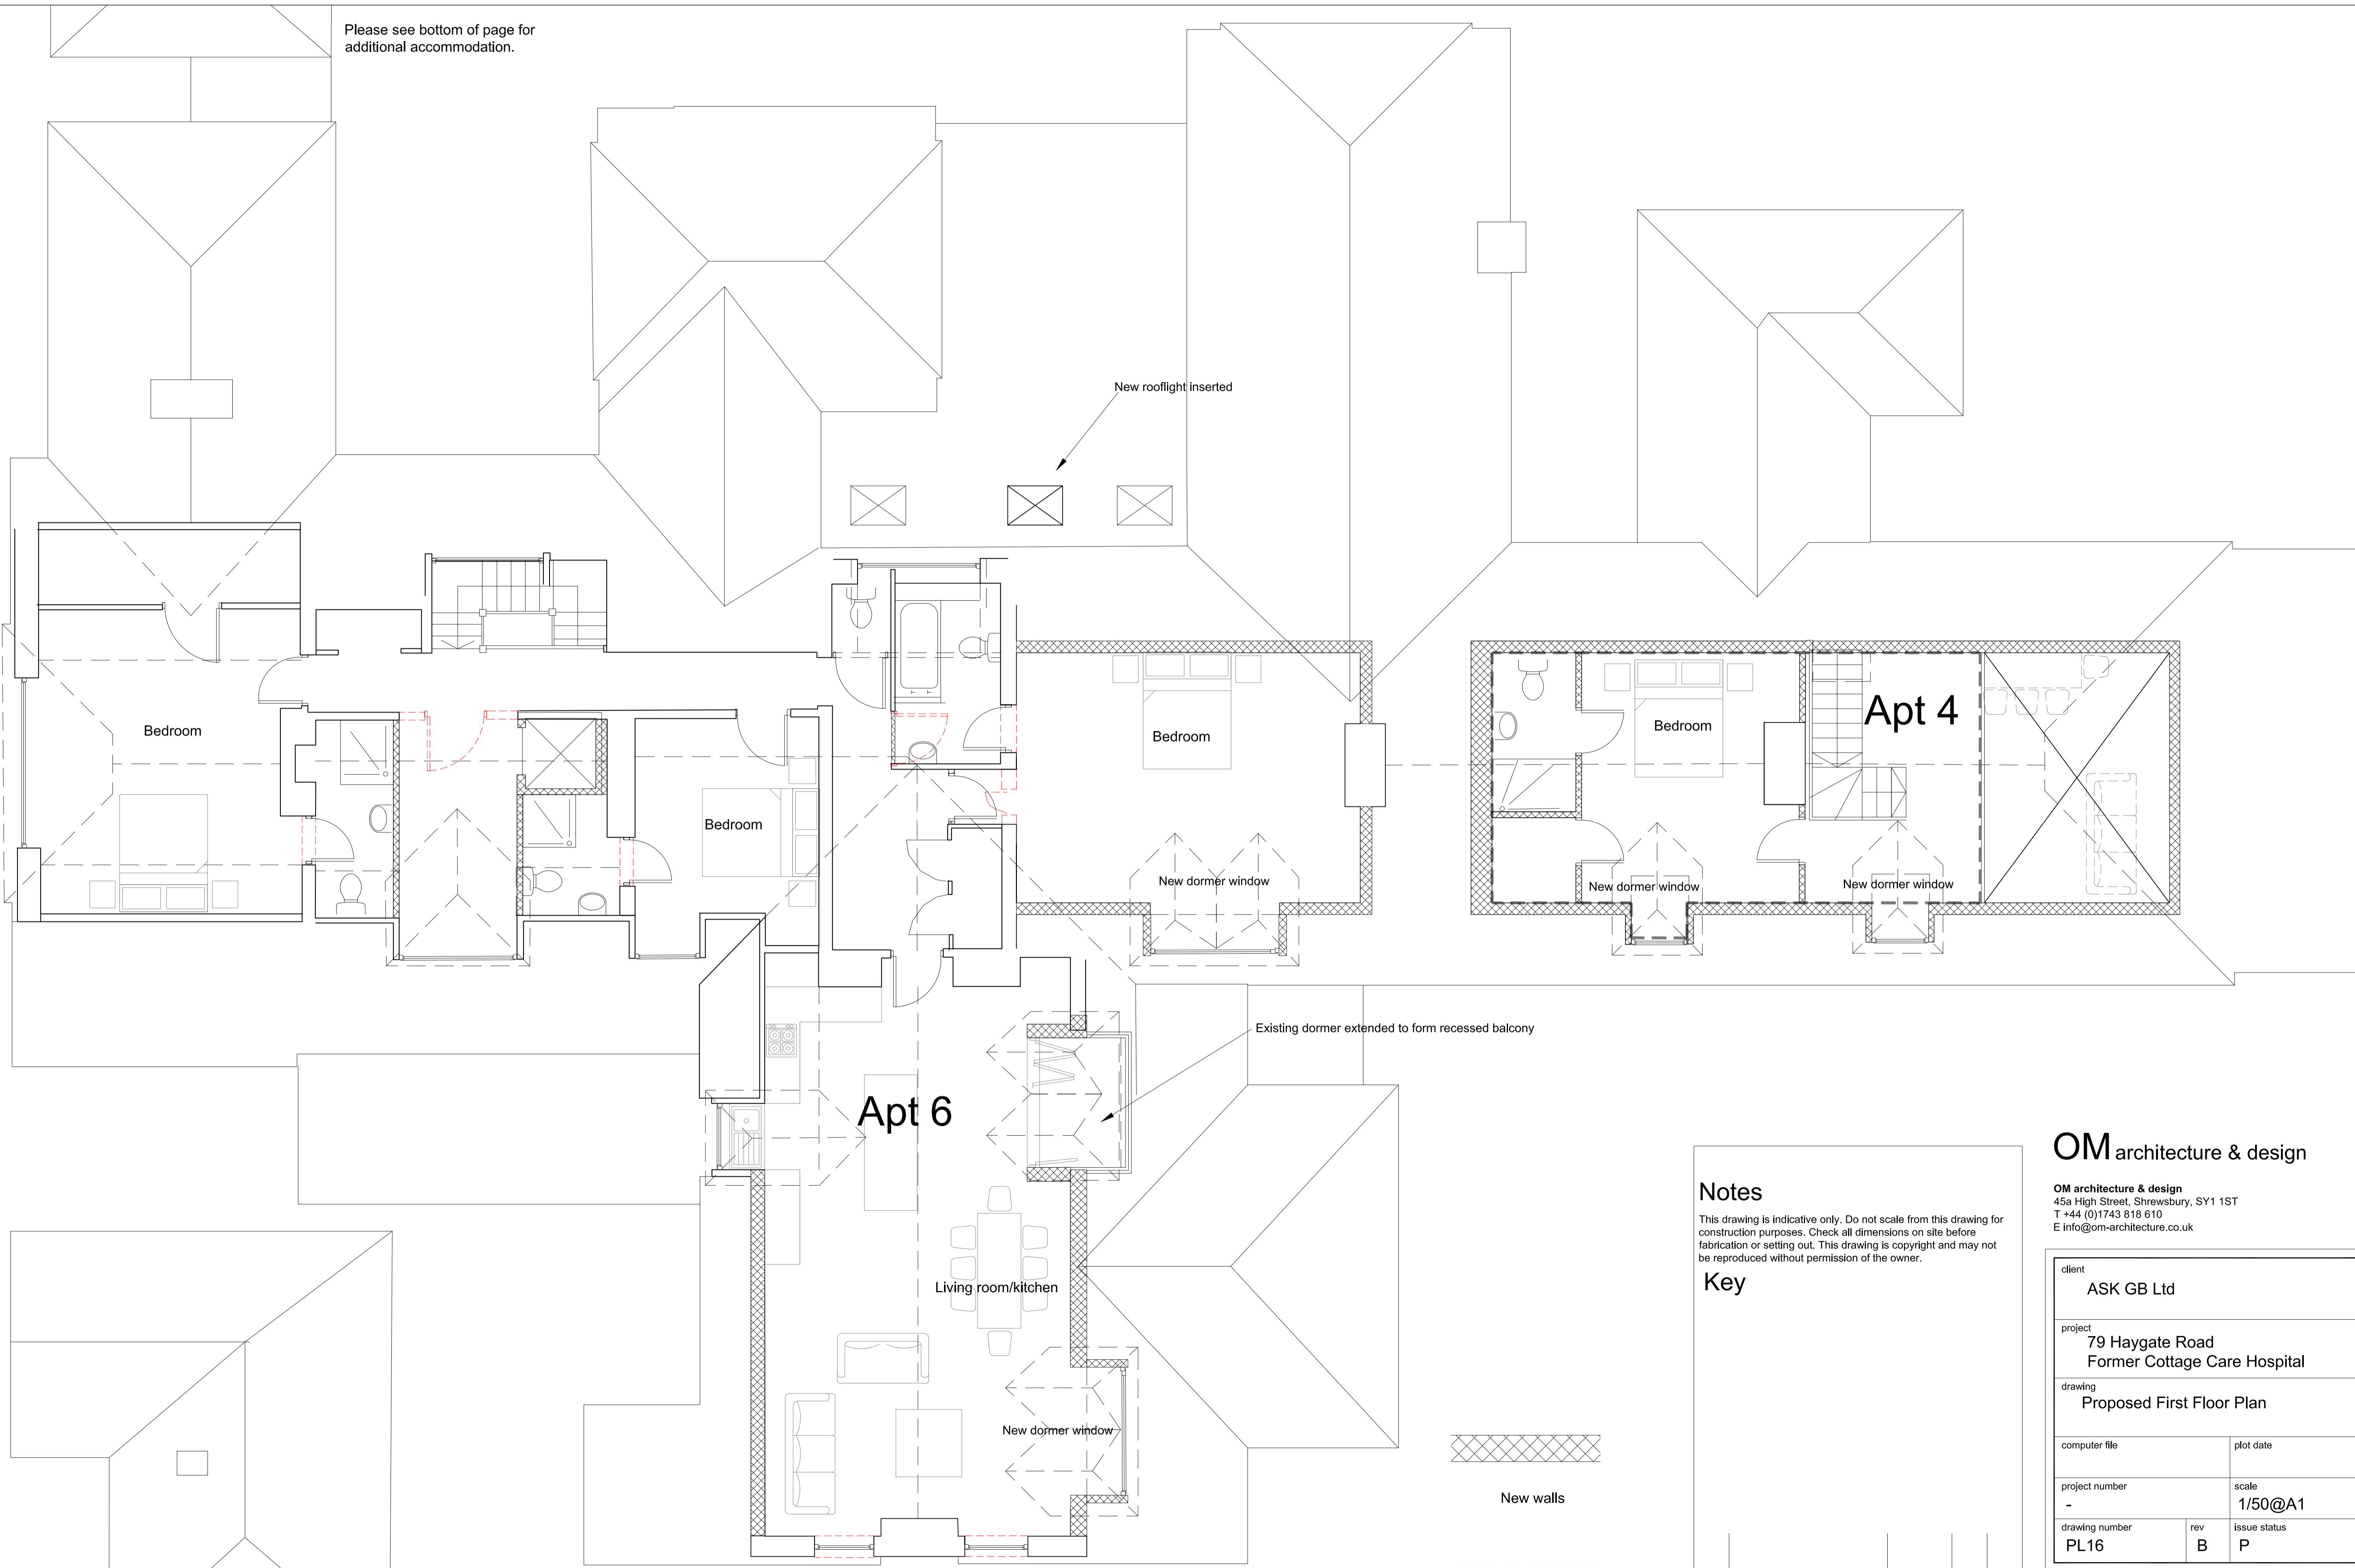 Please see bottom of page for
additional accommodation.
New rooflight inserted
Bedroom
Bedroom
Bedroom
Bedroom
Apt 4
New dormer window
New dormer window
New dormer window
Existing dormer extended to form recessed balcony
Apt 6
Living room/kitchen
New dormer window
New walls
Notes
This drawing is indicative only. Do not scale from this drawing for
construction purposes. Check all dimensions on site before
fabrication or setting out. This drawing is copyright and may not
be reproduced without permission of the owner.
Key
OM architecture & design
OM architecture & design
45a High Street, Shrewsbury, SY1 1ST
T +44 (0)1743 818 610
E info@om-architecture.co.uk
client
ASK GB Ltd
project
79 Haygate Road
Former Cottage Care Hospital
drawing
Proposed First Floor Plan
computer file plot date
project number scale
- 1/50@A1
drawing number rev issue status
PL16 B P